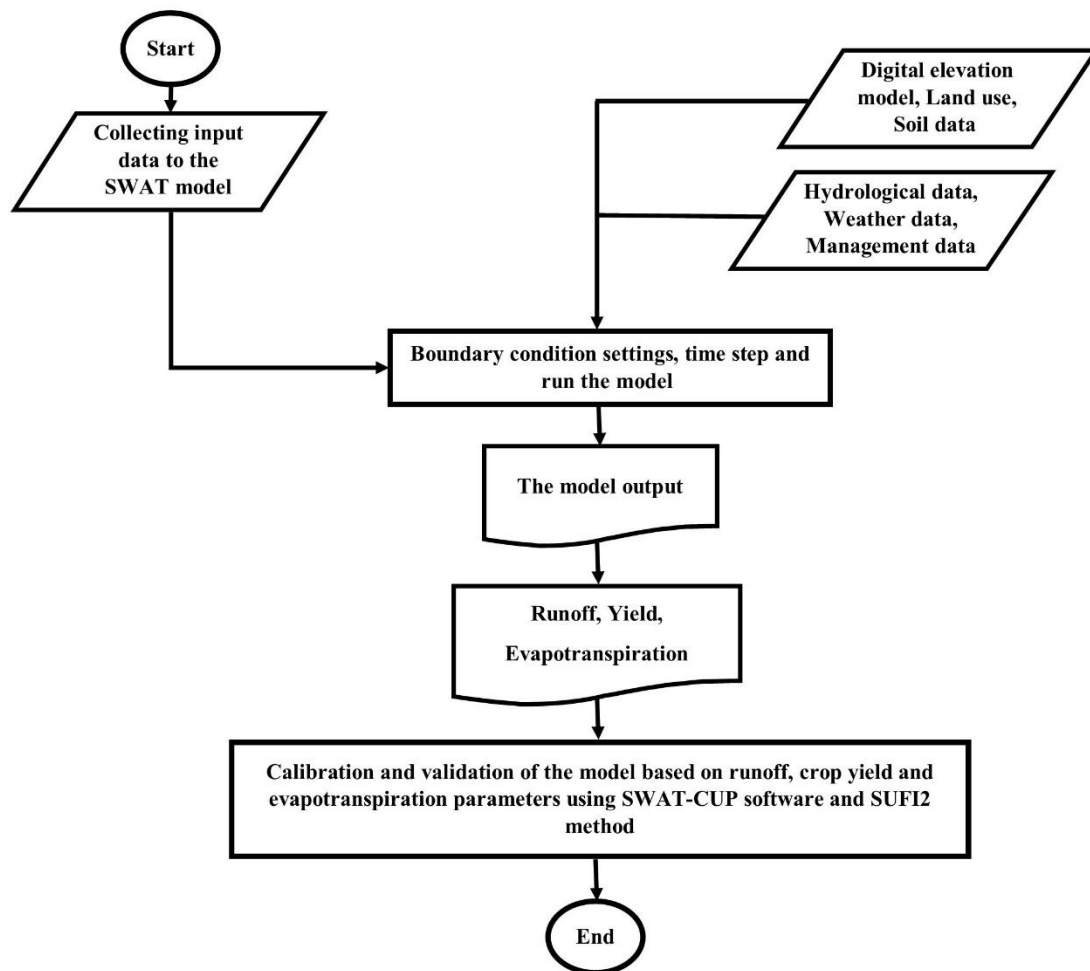 Start
Collecting input
data to the
SWAT model
Digital elevation
model, Land use,
Soil data
Hydrological data,
Weather data,
Management data
Boundary condition settings, time step and
run the model
The model output
Runoff, Yield,
Evapotranspiration
Calibration and validation of the model based on runoff, crop yield and
evapotranspiration parameters using SWAT-CUP software and SUFI2
method
End